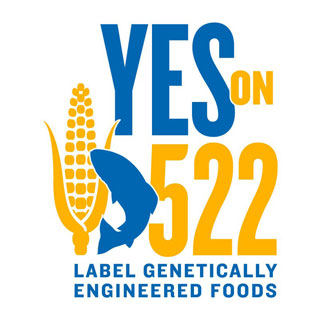 YES ON
522
LABEL GENETICALLY
ENGINEERED FOODS